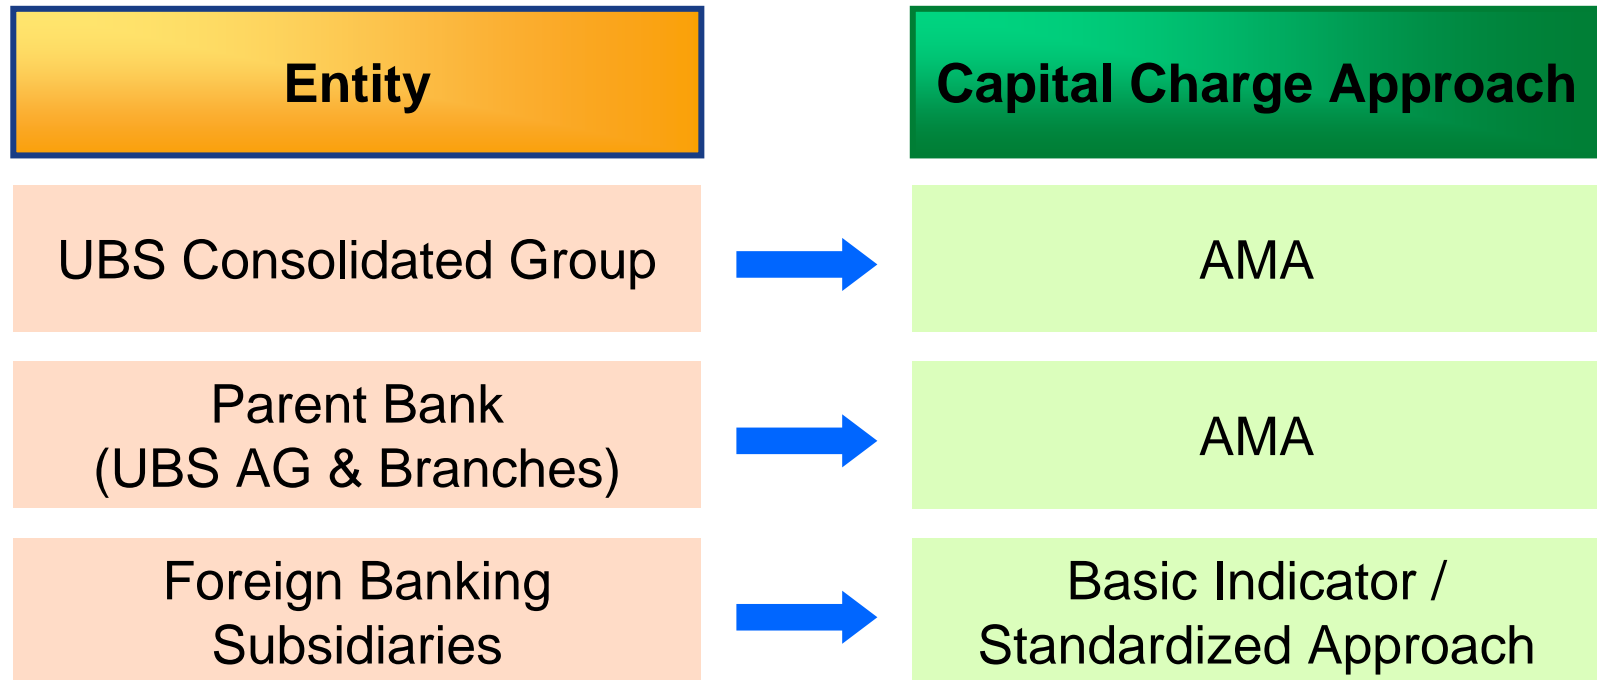 Entity
Capital Charge Approach
UBS Consolidated Group
AMA
Parent Bank
(UBS AG & Branches)
AMA
Foreign Banking
Subsidiaries
Basic Indicator /
Standardized Approach